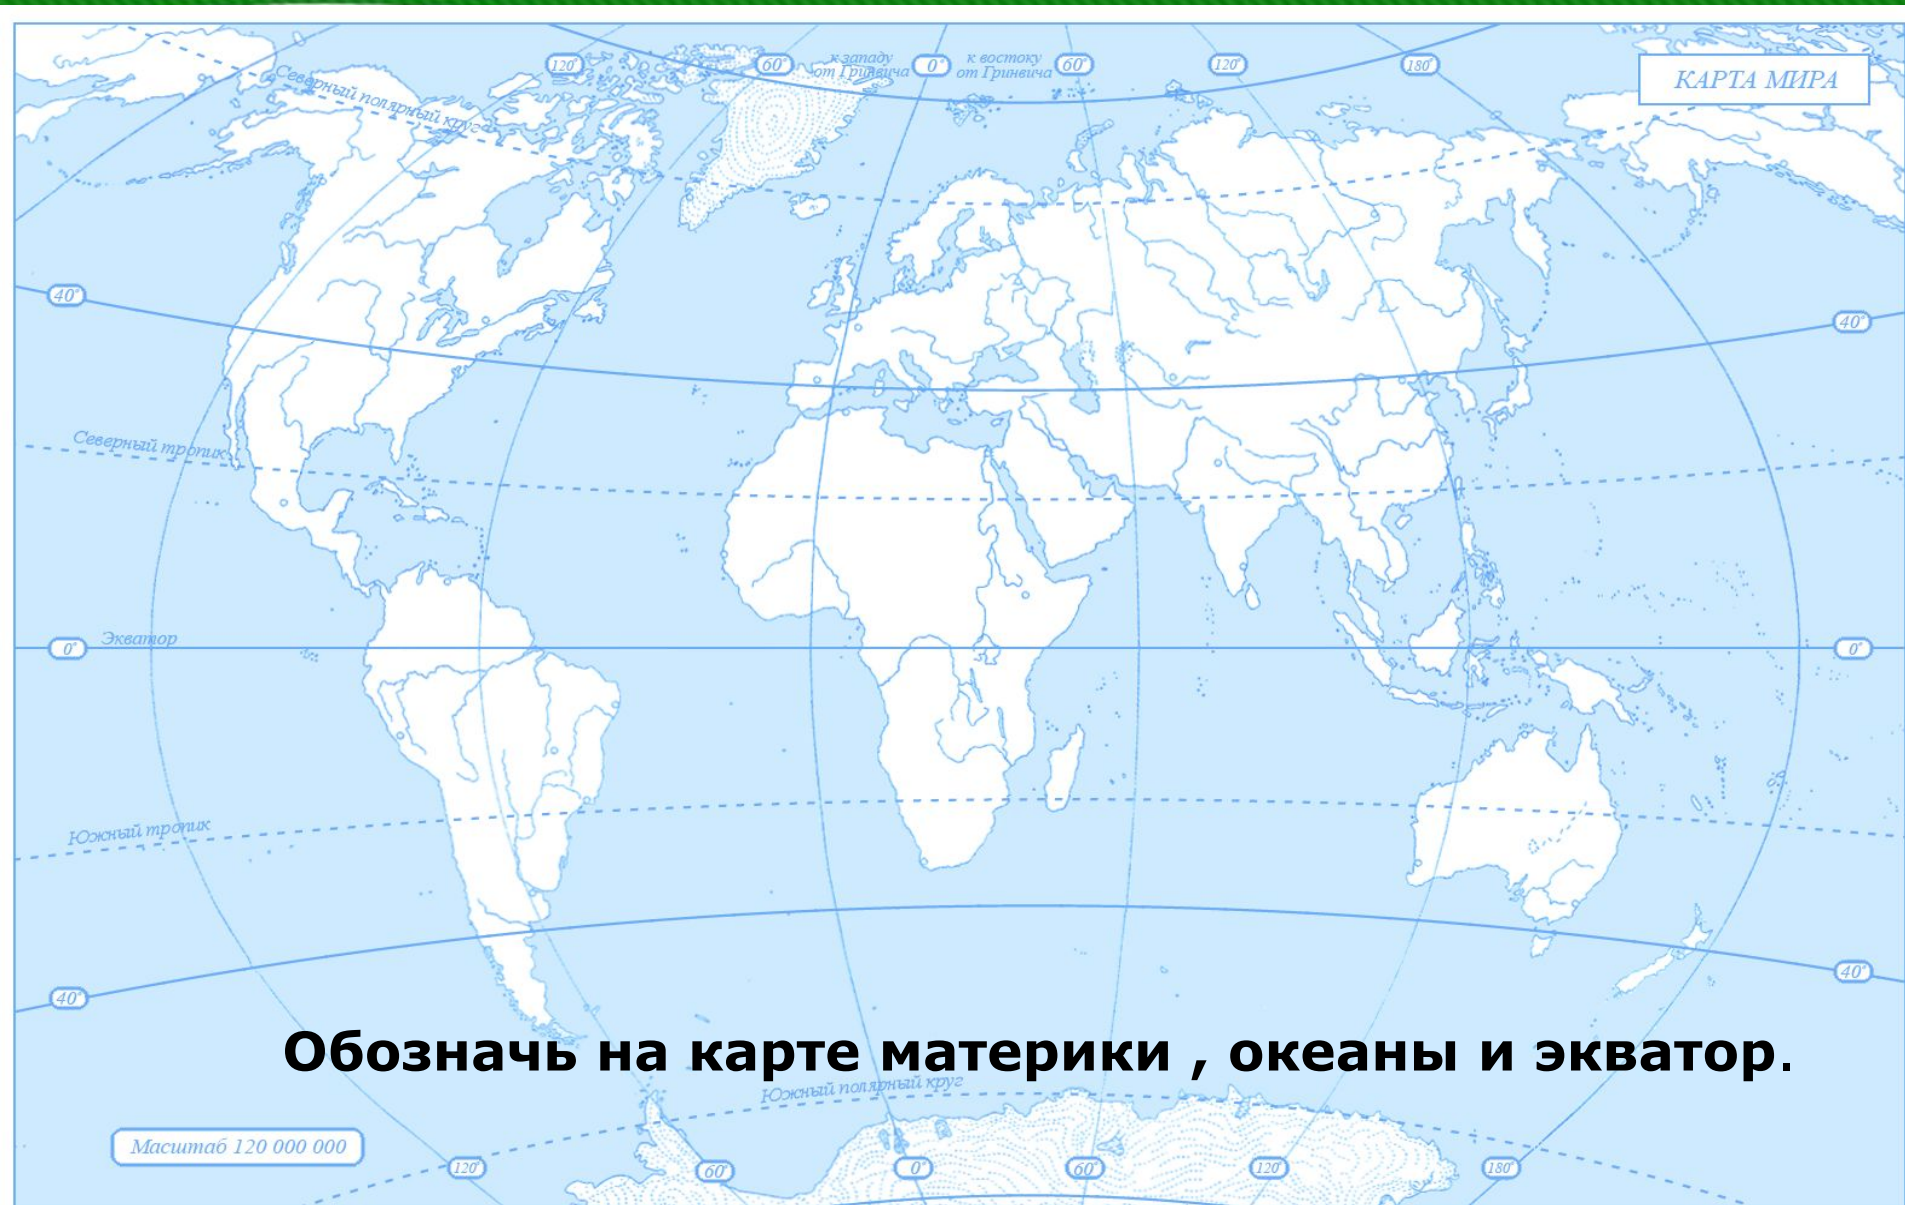 120° 60° к западу от Гринвича 0° к востоку от Гринвича 60° 120° 180°
КАРТА МИРА
Северный полярный круг
40° 40°
Северный тропик
0° Экватор 0°
Южный тропик
40° 40°
Обозначь на карте материки , океаны и экватор.
Южный полярный круг
Масштаб 120 000 000
120° 60° 0° 60° 120° 180°